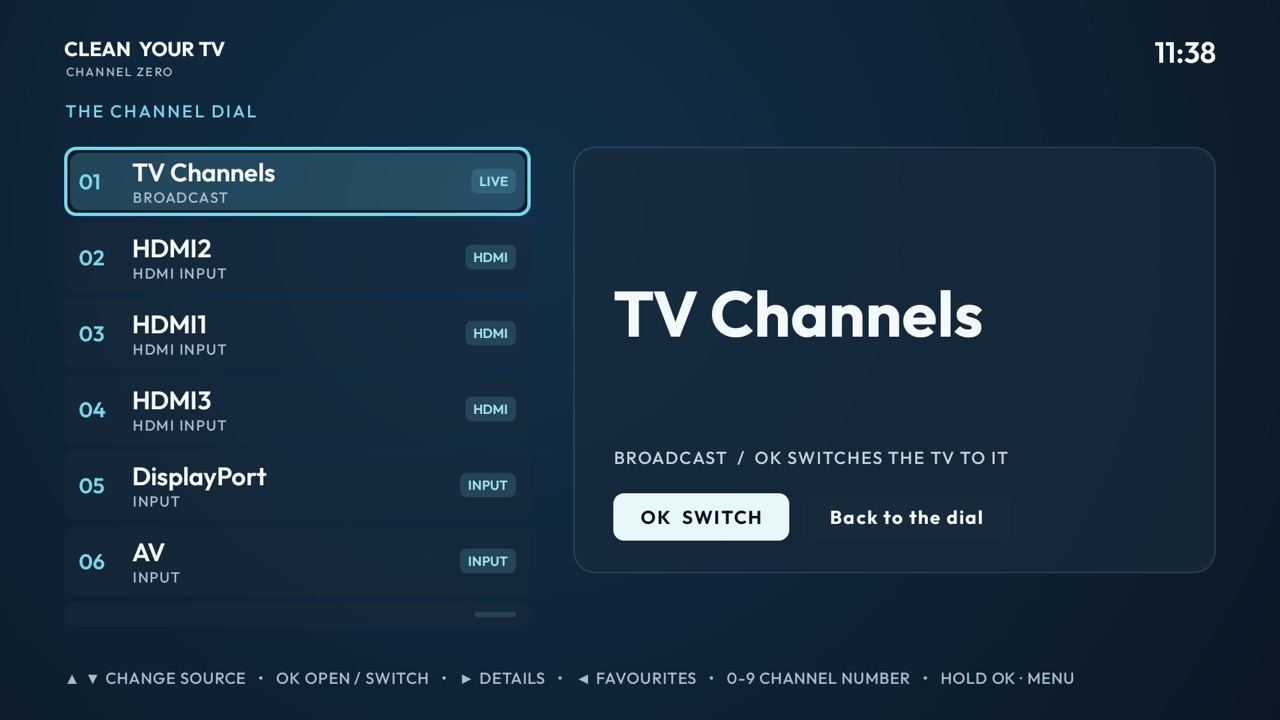 CLEAN YOUR TV
CHANNEL ZERO
11:38
THE CHANNEL DIAL
01 TV Channels LIVE
BROADCAST
02 HDMI2 HDMI
HDMI INPUT
03 HDMI1 HDMI
HDMI INPUT
04 HDMI3 HDMI
HDMI INPUT
05 DisplayPort INPUT
INPUT
06 AV INPUT
INPUT
TV Channels
BROADCAST / OK SWITCHES THE TV TO IT
OK SWITCH
Back to the dial
▲ ▼ CHANGE SOURCE • OK OPEN / SWITCH • ► DETAILS • ◄ FAVOURITES • 0-9 CHANNEL NUMBER • HOLD OK · MENU